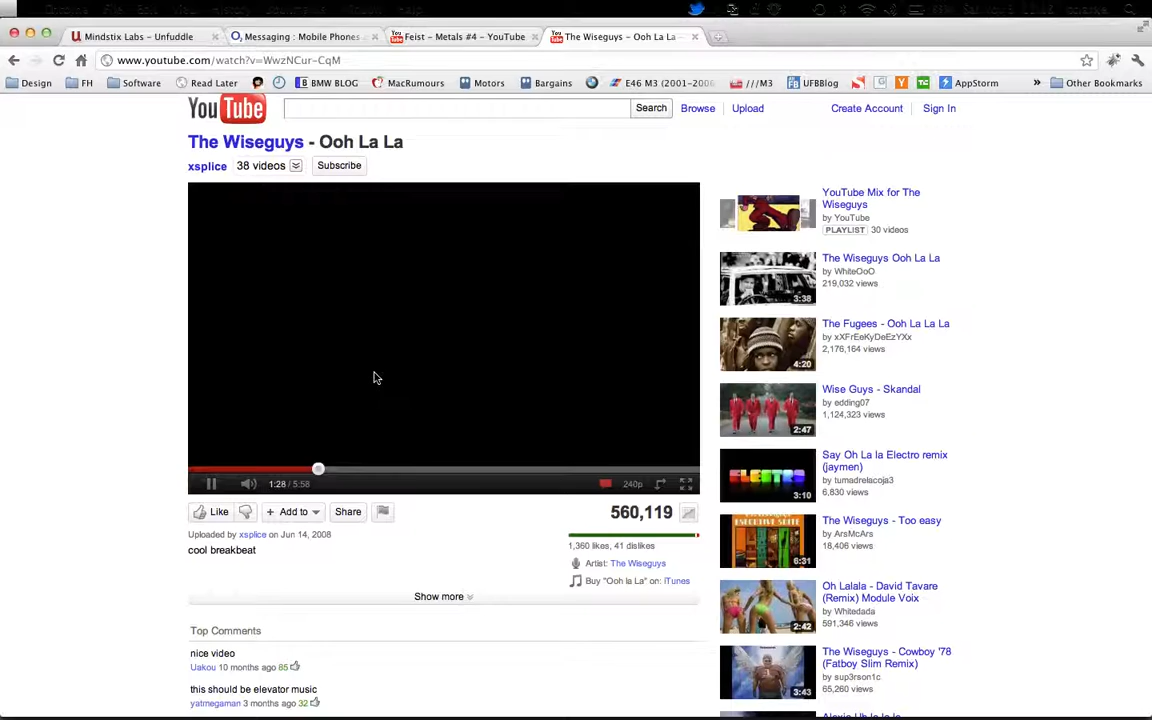 Mindstix Labs – Unfuddle
Messaging : Mobile Phones
Feist – Metals #4 – YouTube
The Wiseguys – Ooh La La –
www.youtube.com/watch?v=WwzNCur-CqM
Design
FH
Software
Read Later
BMW BLOG
MacRumours
Motors
Bargains
E46 M3 (2001–2006
///M3
UFBBlog
AppStorm
Other Bookmarks
YouTube
Search
Browse
Upload
Create Account
Sign In
The Wiseguys - Ooh La La
xsplice 38 videos Subscribe
1:28 / 5:58
240p
Like
Add to
Share
560,119
Uploaded by xsplice on Jun 14, 2008
cool breakbeat
1,360 likes, 41 dislikes
Artist: The Wiseguys
Buy "Ooh la La" on: iTunes
Show more
Top Comments
nice video
Uakou 10 months ago 85
this should be elevator music
yatmegaman 3 months ago 32
YouTube Mix for The
Wiseguys
by YouTube
PLAYLIST 30 videos
The Wiseguys Ooh La La
by WhiteOoO
219,032 views
3:38
The Fugees - Ooh La La La
by xXFrEeKyDeEzYXx
2,176,164 views
4:20
Wise Guys - Skandal
by edding07
1,124,323 views
2:47
Say Oh La la Electro remix
(jaymen)
by tumadrelacoja3
6,830 views
ELECTRO
3:10
The Wiseguys - Too easy
by ArsMcArs
18,406 views
6:31
Oh Lalala - David Tavare
(Remix) Module Voix
by Whitedada
591,346 views
2:42
The Wiseguys - Cowboy '78
(Fatboy Slim Remix)
by sup3rson1c
65,260 views
3:43